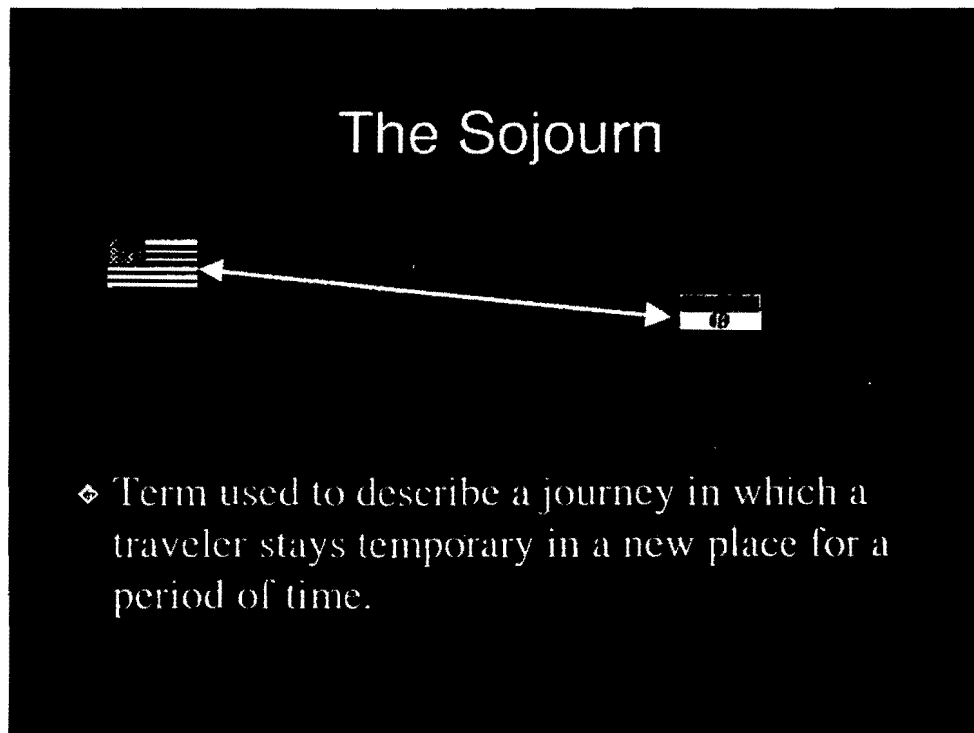 The Sojourn
Term used to describe a journey in which a
traveler stays temporary in a new place for a
period of time.